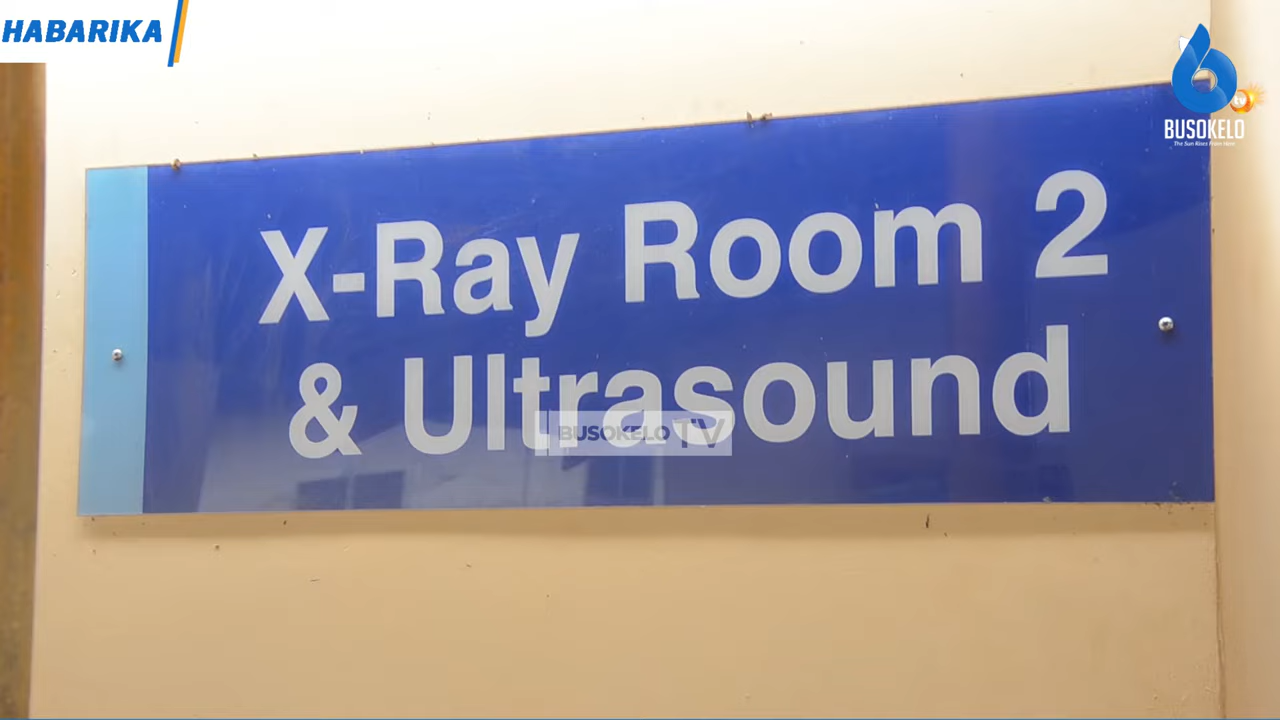 HABARIKA
BUSOKELO
The Sun Rises From Here
X-Ray Room 2
& Ultrasound
BUSOKELO TV